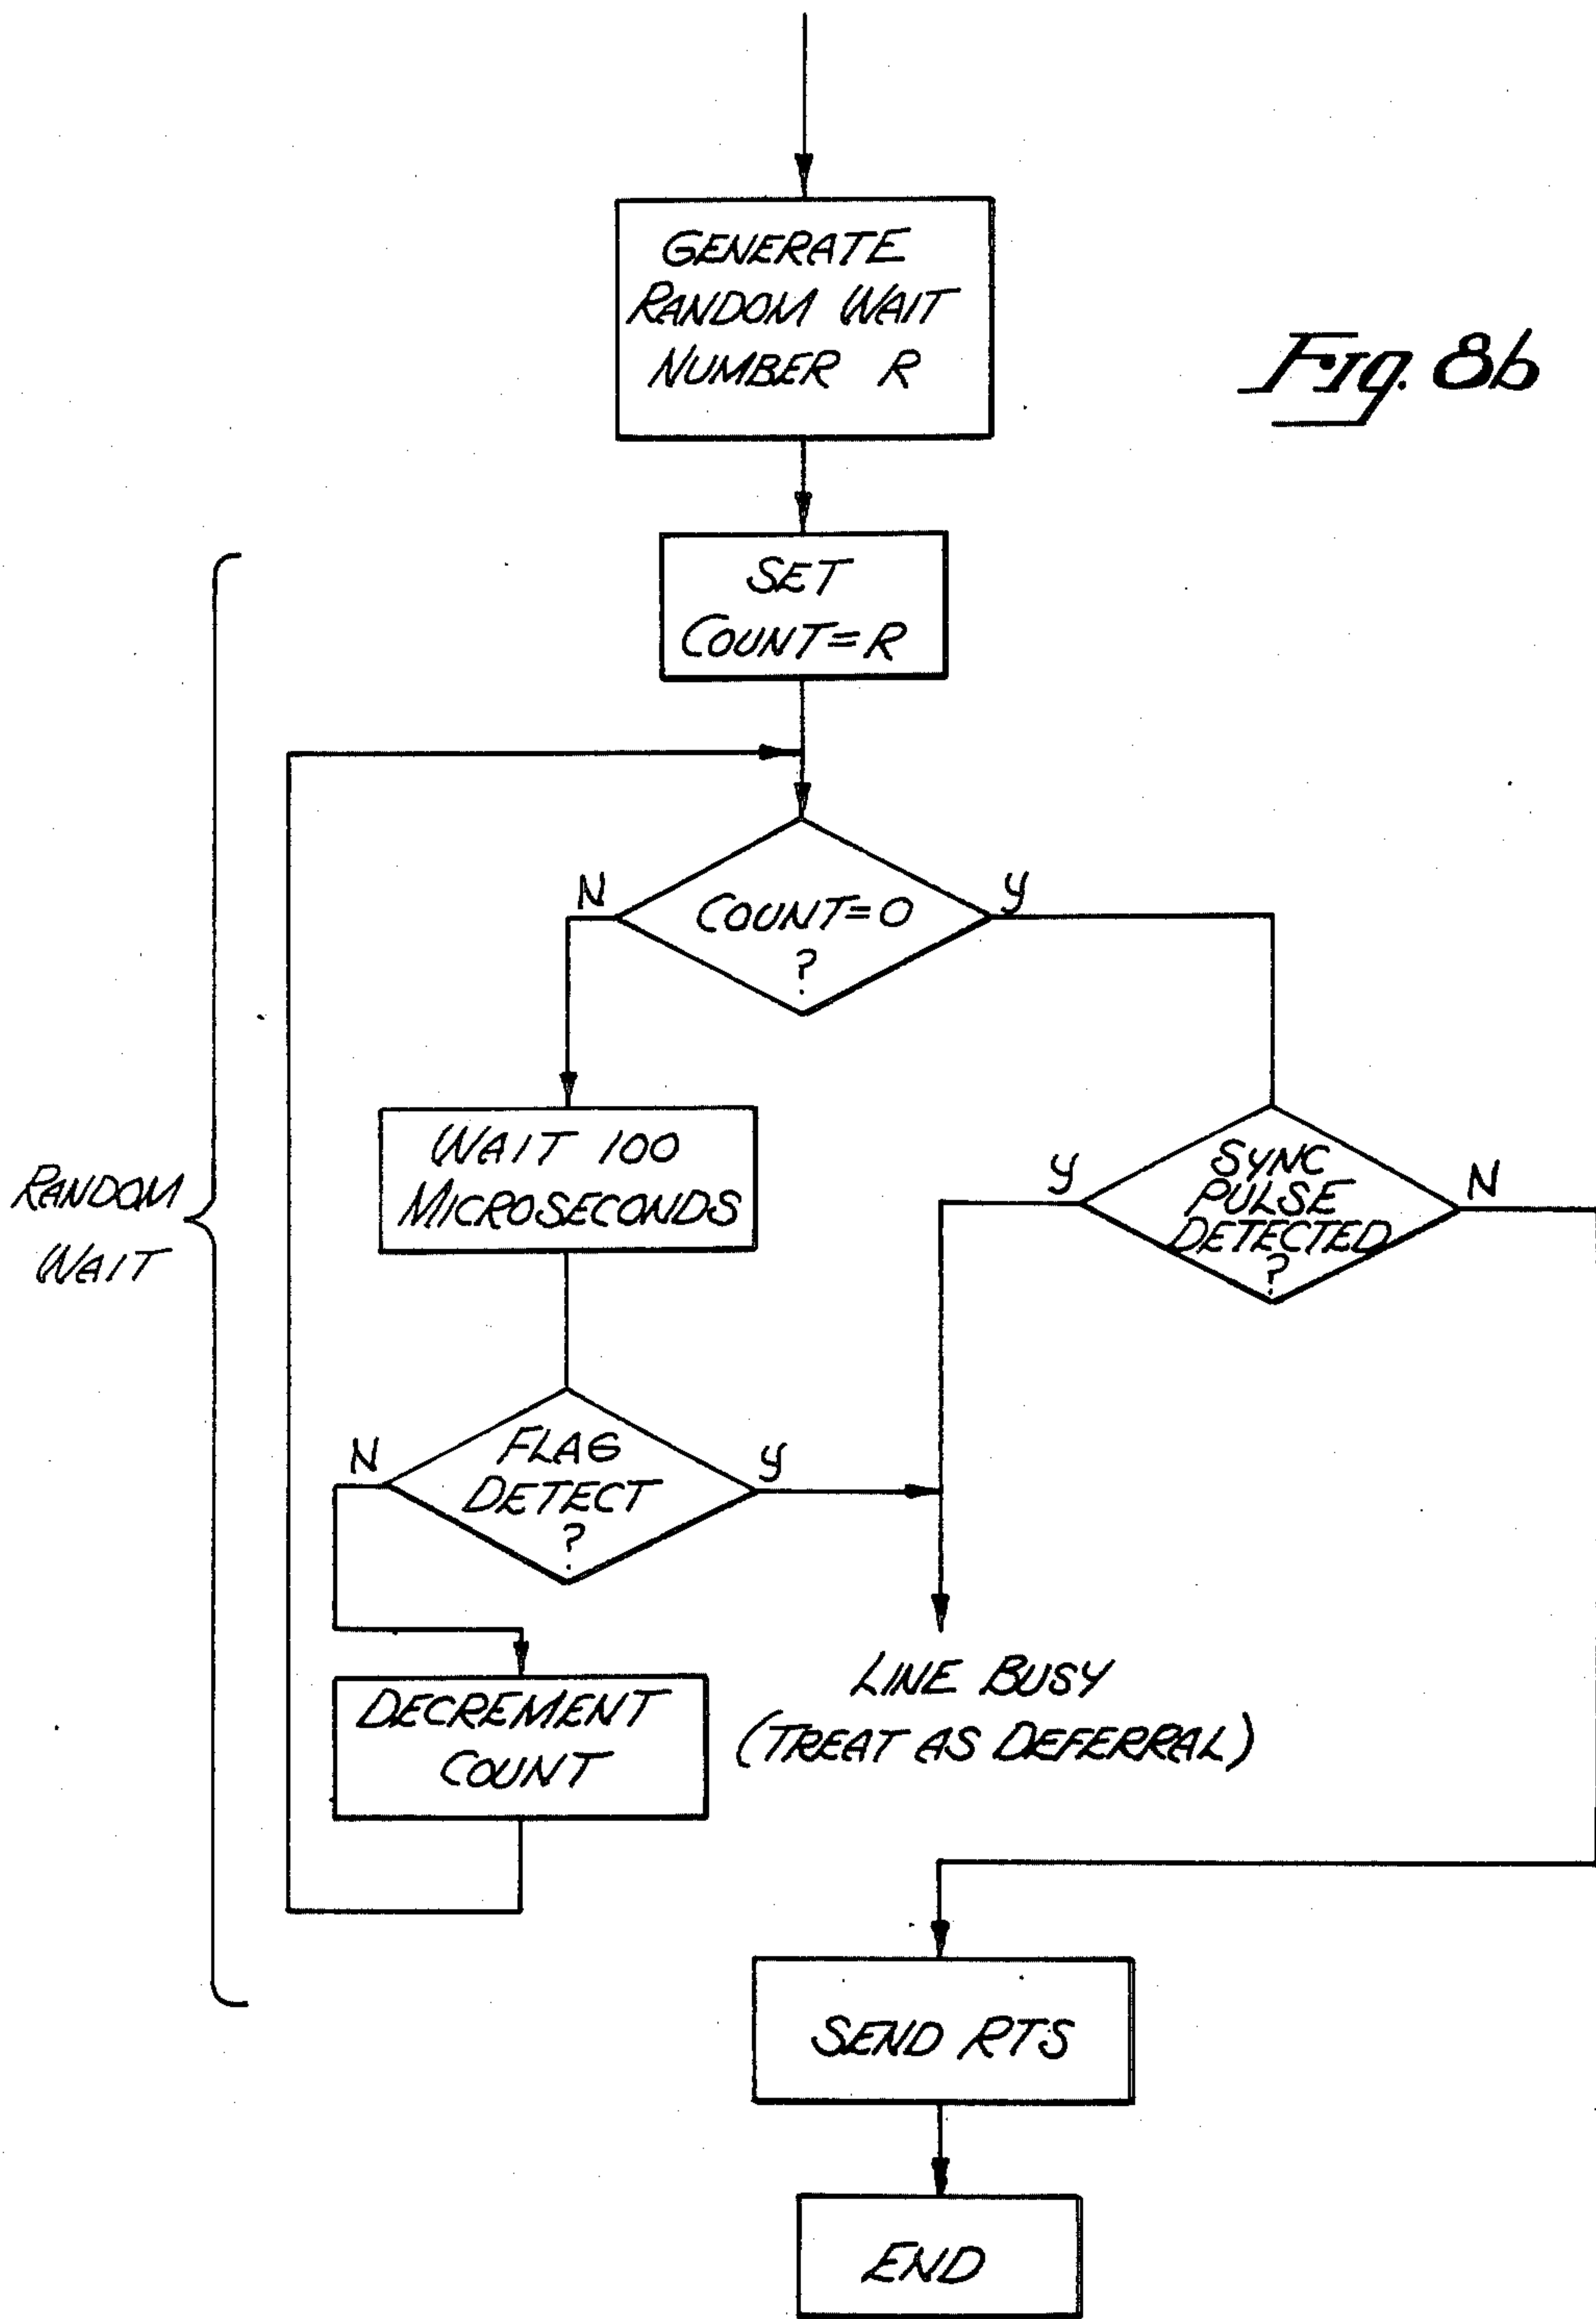 GENERATE
RANDOM WAIT
NUMBER R
Fig. 8b
SET
COUNT=R
N
COUNT=0
?
Y
WAIT 100
MICROSECONDS
Y
SYNC
PULSE
DETECTED
?
N
RANDOM
WAIT
N
FLAG
DETECT
?
Y
DECREMENT
COUNT
LINE BUSY
(TREAT AS DEFERRAL)
SEND RTS
END